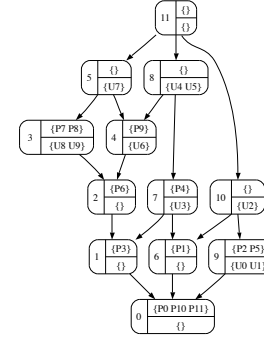 11 {} {}
5 {} {U7}
8 {} {U4 U5}
3 {P7 P8} {U8 U9}
4 {P9} {U6}
2 {P6} {}
7 {P4} {U3}
10 {} {U2}
1 {P3} {}
6 {P1} {}
9 {P2 P5} {U0 U1}
0 {P0 P10 P11} {}